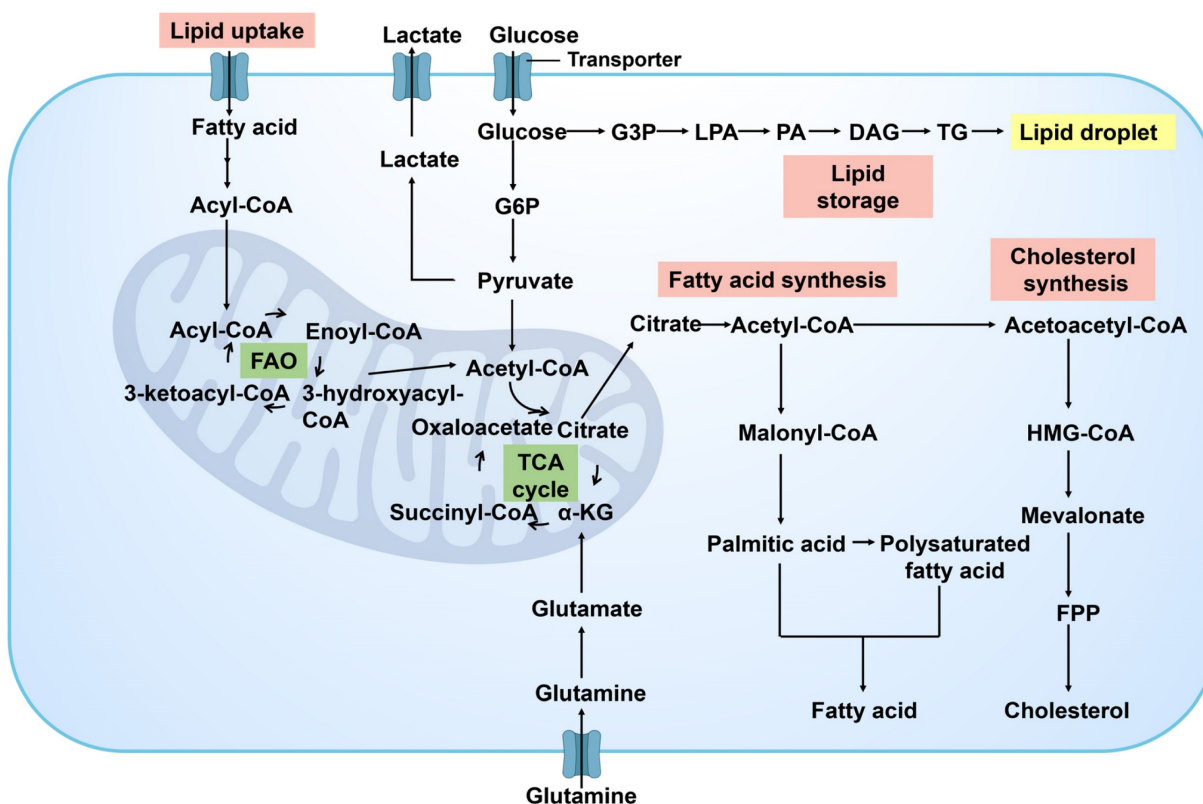 Lipid uptake
Lactate
Glucose
Transporter
Fatty acid
Glucose
G3P
LPA
PA
DAG
TG
Lipid droplet
Lactate
Lipid
storage
Acyl-CoA
G6P
Pyruvate
Fatty acid synthesis
Cholesterol
synthesis
Acyl-CoA
Enoyl-CoA
FAO
3-ketoacyl-CoA
3-hydroxyacyl-
CoA
Acetyl-CoA
Oxaloacetate
Citrate
TCA
cycle
Succinyl-CoA
α-KG
Citrate
Acetyl-CoA
Acetoacetyl-CoA
Malonyl-CoA
HMG-CoA
Palmitic acid
Polysaturated
fatty acid
Mevalonate
FPP
Glutamate
Glutamine
Fatty acid
Cholesterol
Glutamine